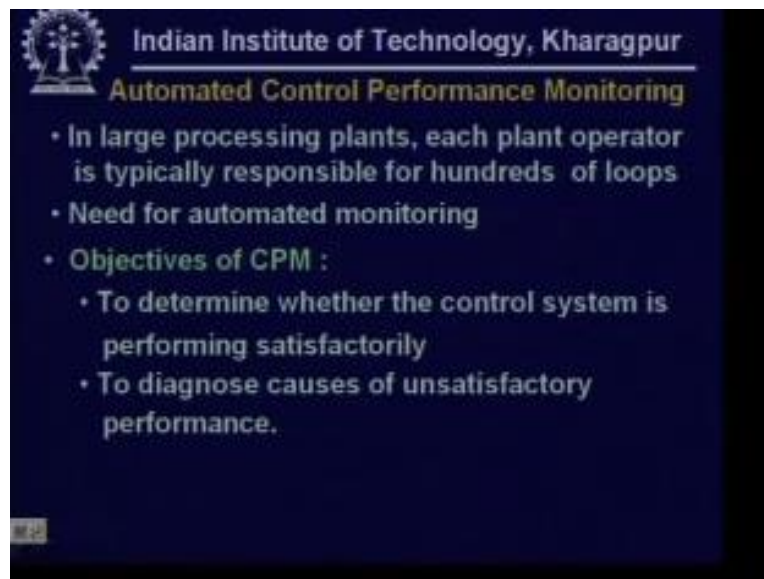 Indian Institute of Technology, Kharagpur
Automated Control Performance Monitoring
• In large processing plants, each plant operator
is typically responsible for hundreds of loops
• Need for automated monitoring
• Objectives of CPM :
• To determine whether the control system is
performing satisfactorily
• To diagnose causes of unsatisfactory
performance.